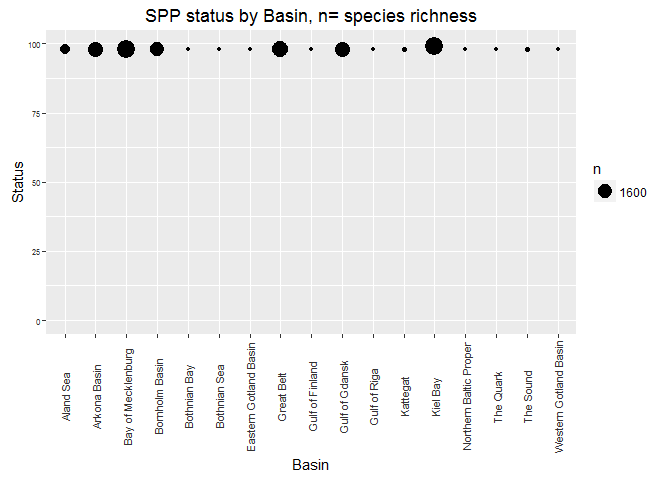 SPP status by Basin, n= species richness
100
75
50
25
0
Status
n
1600
Aland Sea
Arkona Basin
Bay of Mecklenburg
Bornholm Basin
Bothnian Bay
Bothnian Sea
Eastern Gotland Basin
Great Belt
Gulf of Finland
Gulf of Gdansk
Gulf of Riga
Kattegat
Kiel Bay
Northern Baltic Proper
The Quark
The Sound
Western Gotland Basin
Basin